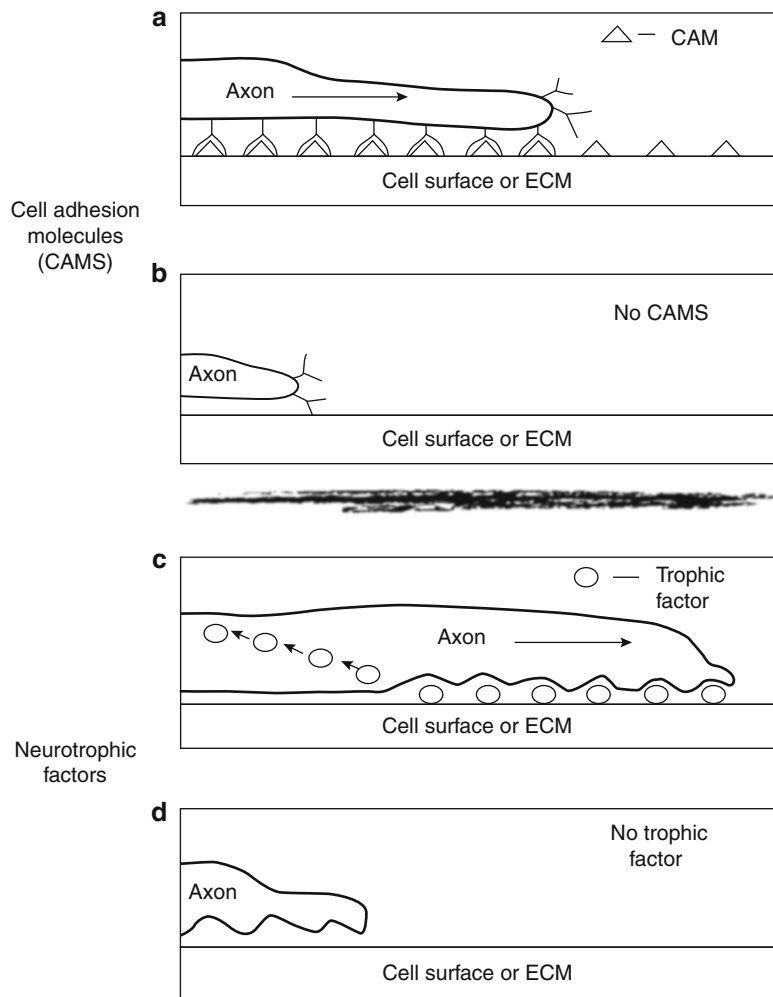 a
CAM
Axon
Cell surface or ECM
Cell adhesion
molecules
(CAMS)
b
No CAMS
Axon
Cell surface or ECM
c
Trophic
factor
Axon
Cell surface or ECM
Neurotrophic
factors
d
No trophic
factor
Axon
Cell surface or ECM